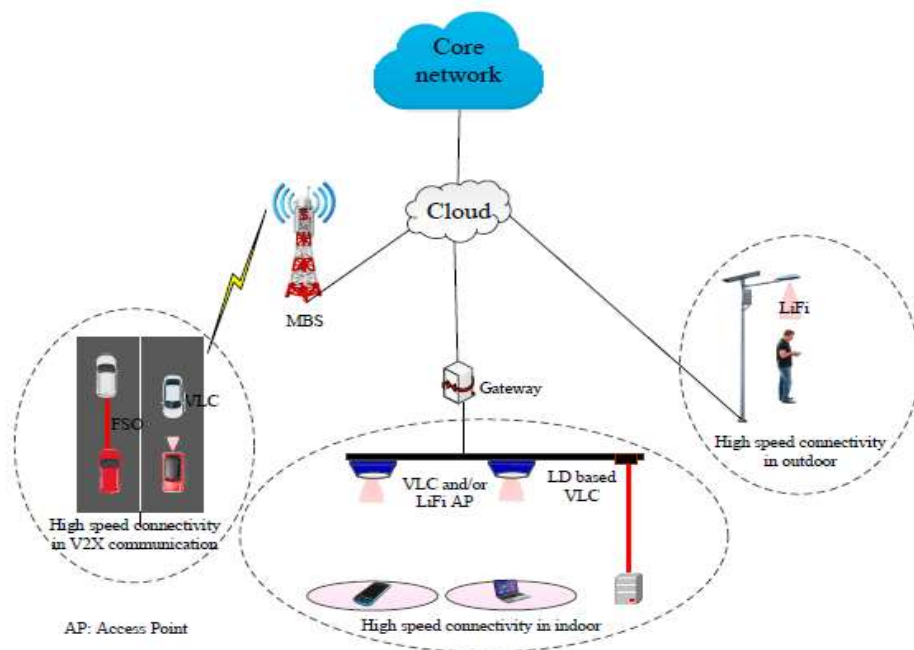 Core
network
Cloud
MBS
LiFi
Gateway
VLC
FSO
High speed connectivity
in outdoor
VLC and/or
LiFi AP
LD based
VLC
High speed connectivity
in V2X communication
High speed connectivity in indoor
AP: Access Point